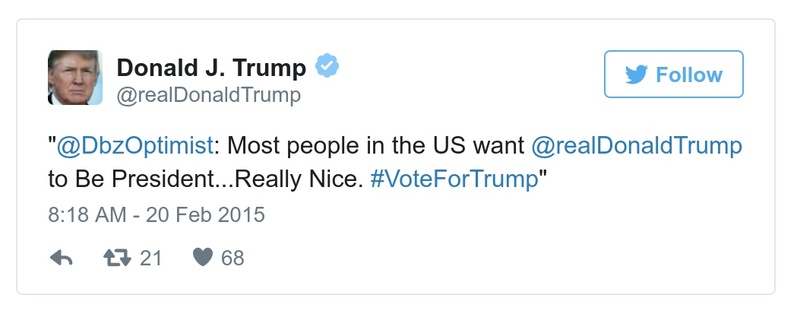 Donald J. Trump
@realDonaldTrump
Follow
"@DbzOptimist: Most people in the US want @realDonaldTrump
to Be President...Really Nice. #VoteForTrump"
8:18 AM - 20 Feb 2015
21 68